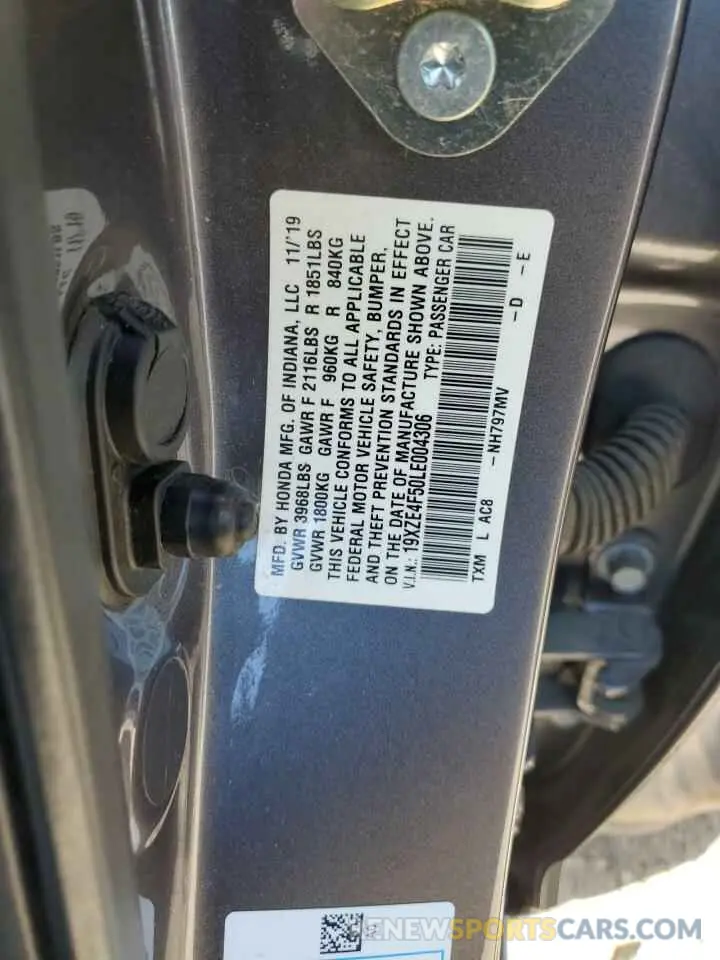 MFD. BY HONDA MFG. OF INDIANA, LLC 11/'19
GVWR 3968LBS GAWR F 2116LBS R 1851LBS
GVWR 1800KG GAWR F 960KG R 840KG
THIS VEHICLE CONFORMS TO ALL APPLICABLE
FEDERAL MOTOR VEHICLE SAFETY, BUMPER,
AND THEFT PREVENTION STANDARDS IN EFFECT
ON THE DATE OF MANUFACTURE SHOWN ABOVE.
V.I.N.: 19XZE4F50LE004306 TYPE: PASSENGER CAR
TXM L AC8 -NH797MV -D -E
RENEWSPORTSCARS.COM